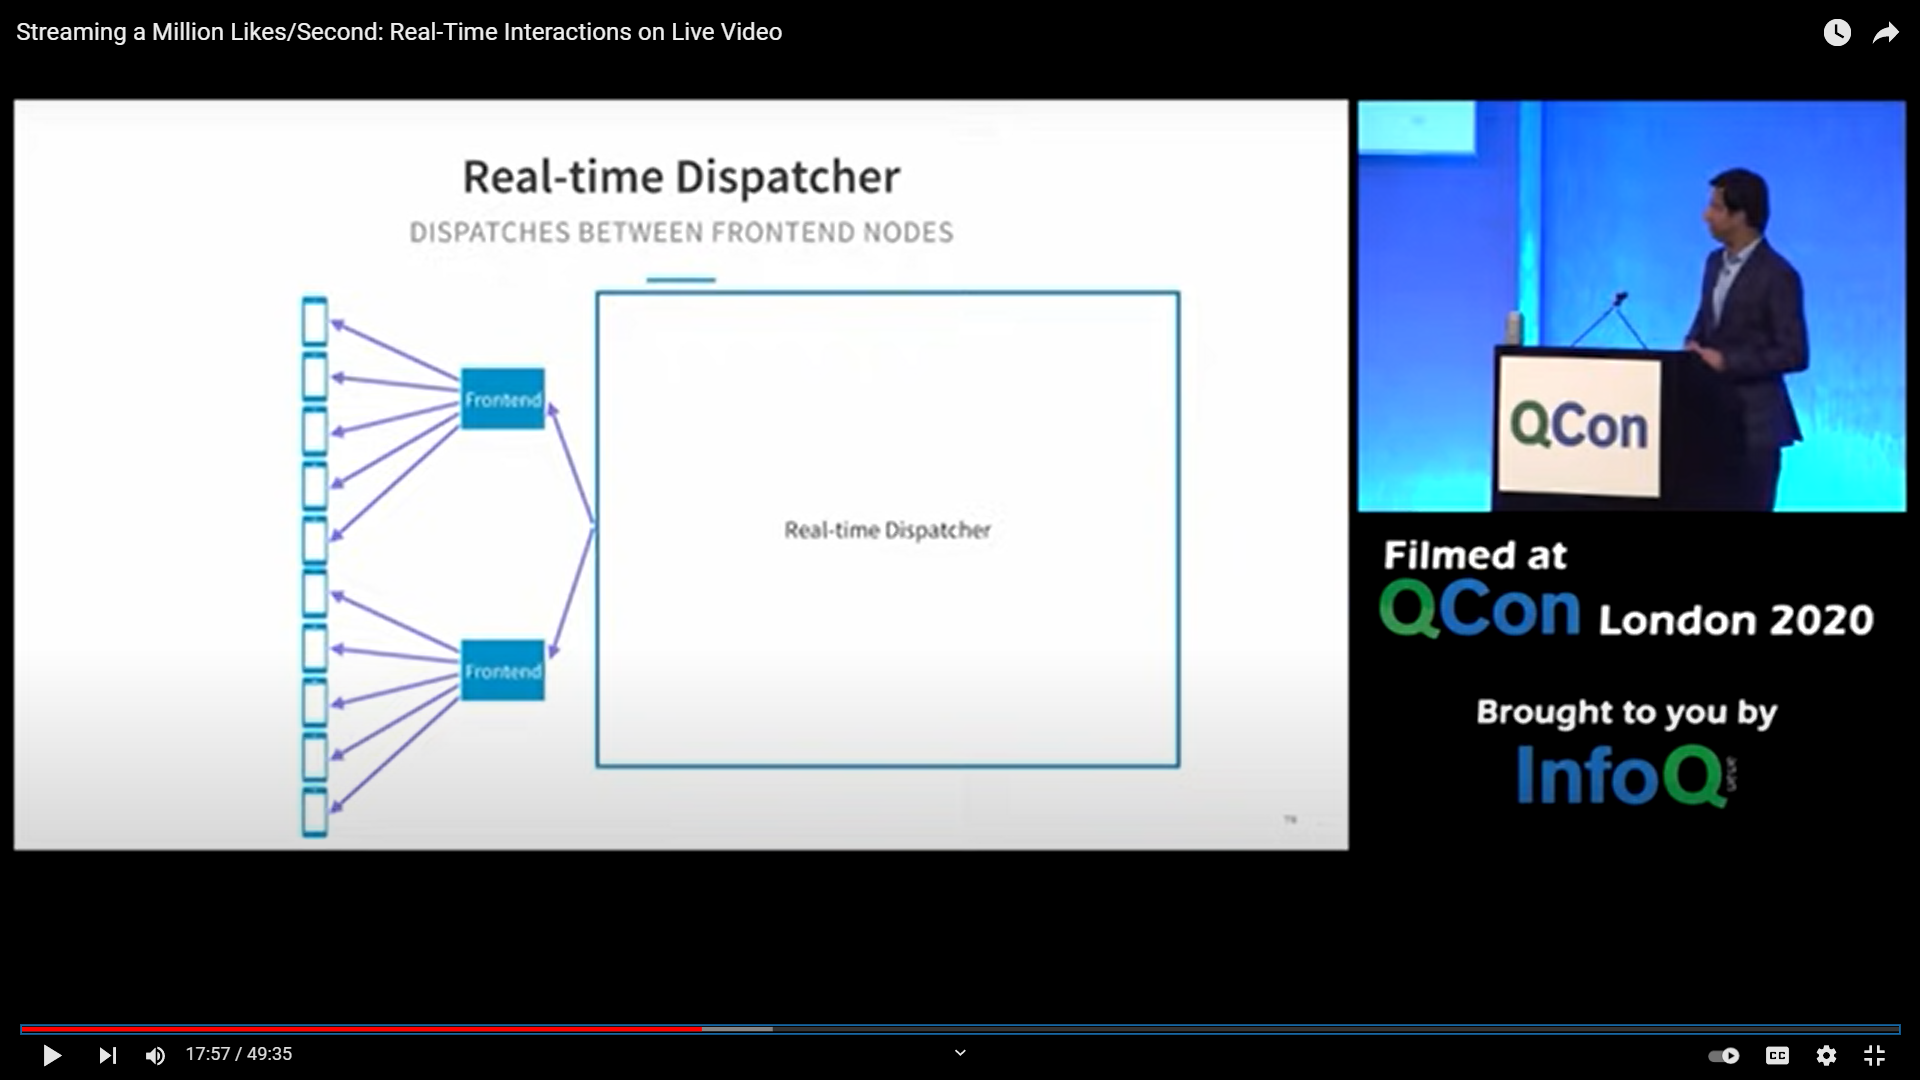 Streaming a Million Likes/Second: Real-Time Interactions on Live Video
Real-time Dispatcher
DISPATCHES BETWEEN FRONTEND NODES
Frontend
Real-time Dispatcher
Frontend
QCon
Filmed at
QCon London 2020
Brought to you by
InfoQ
17:57 / 49:35
CC